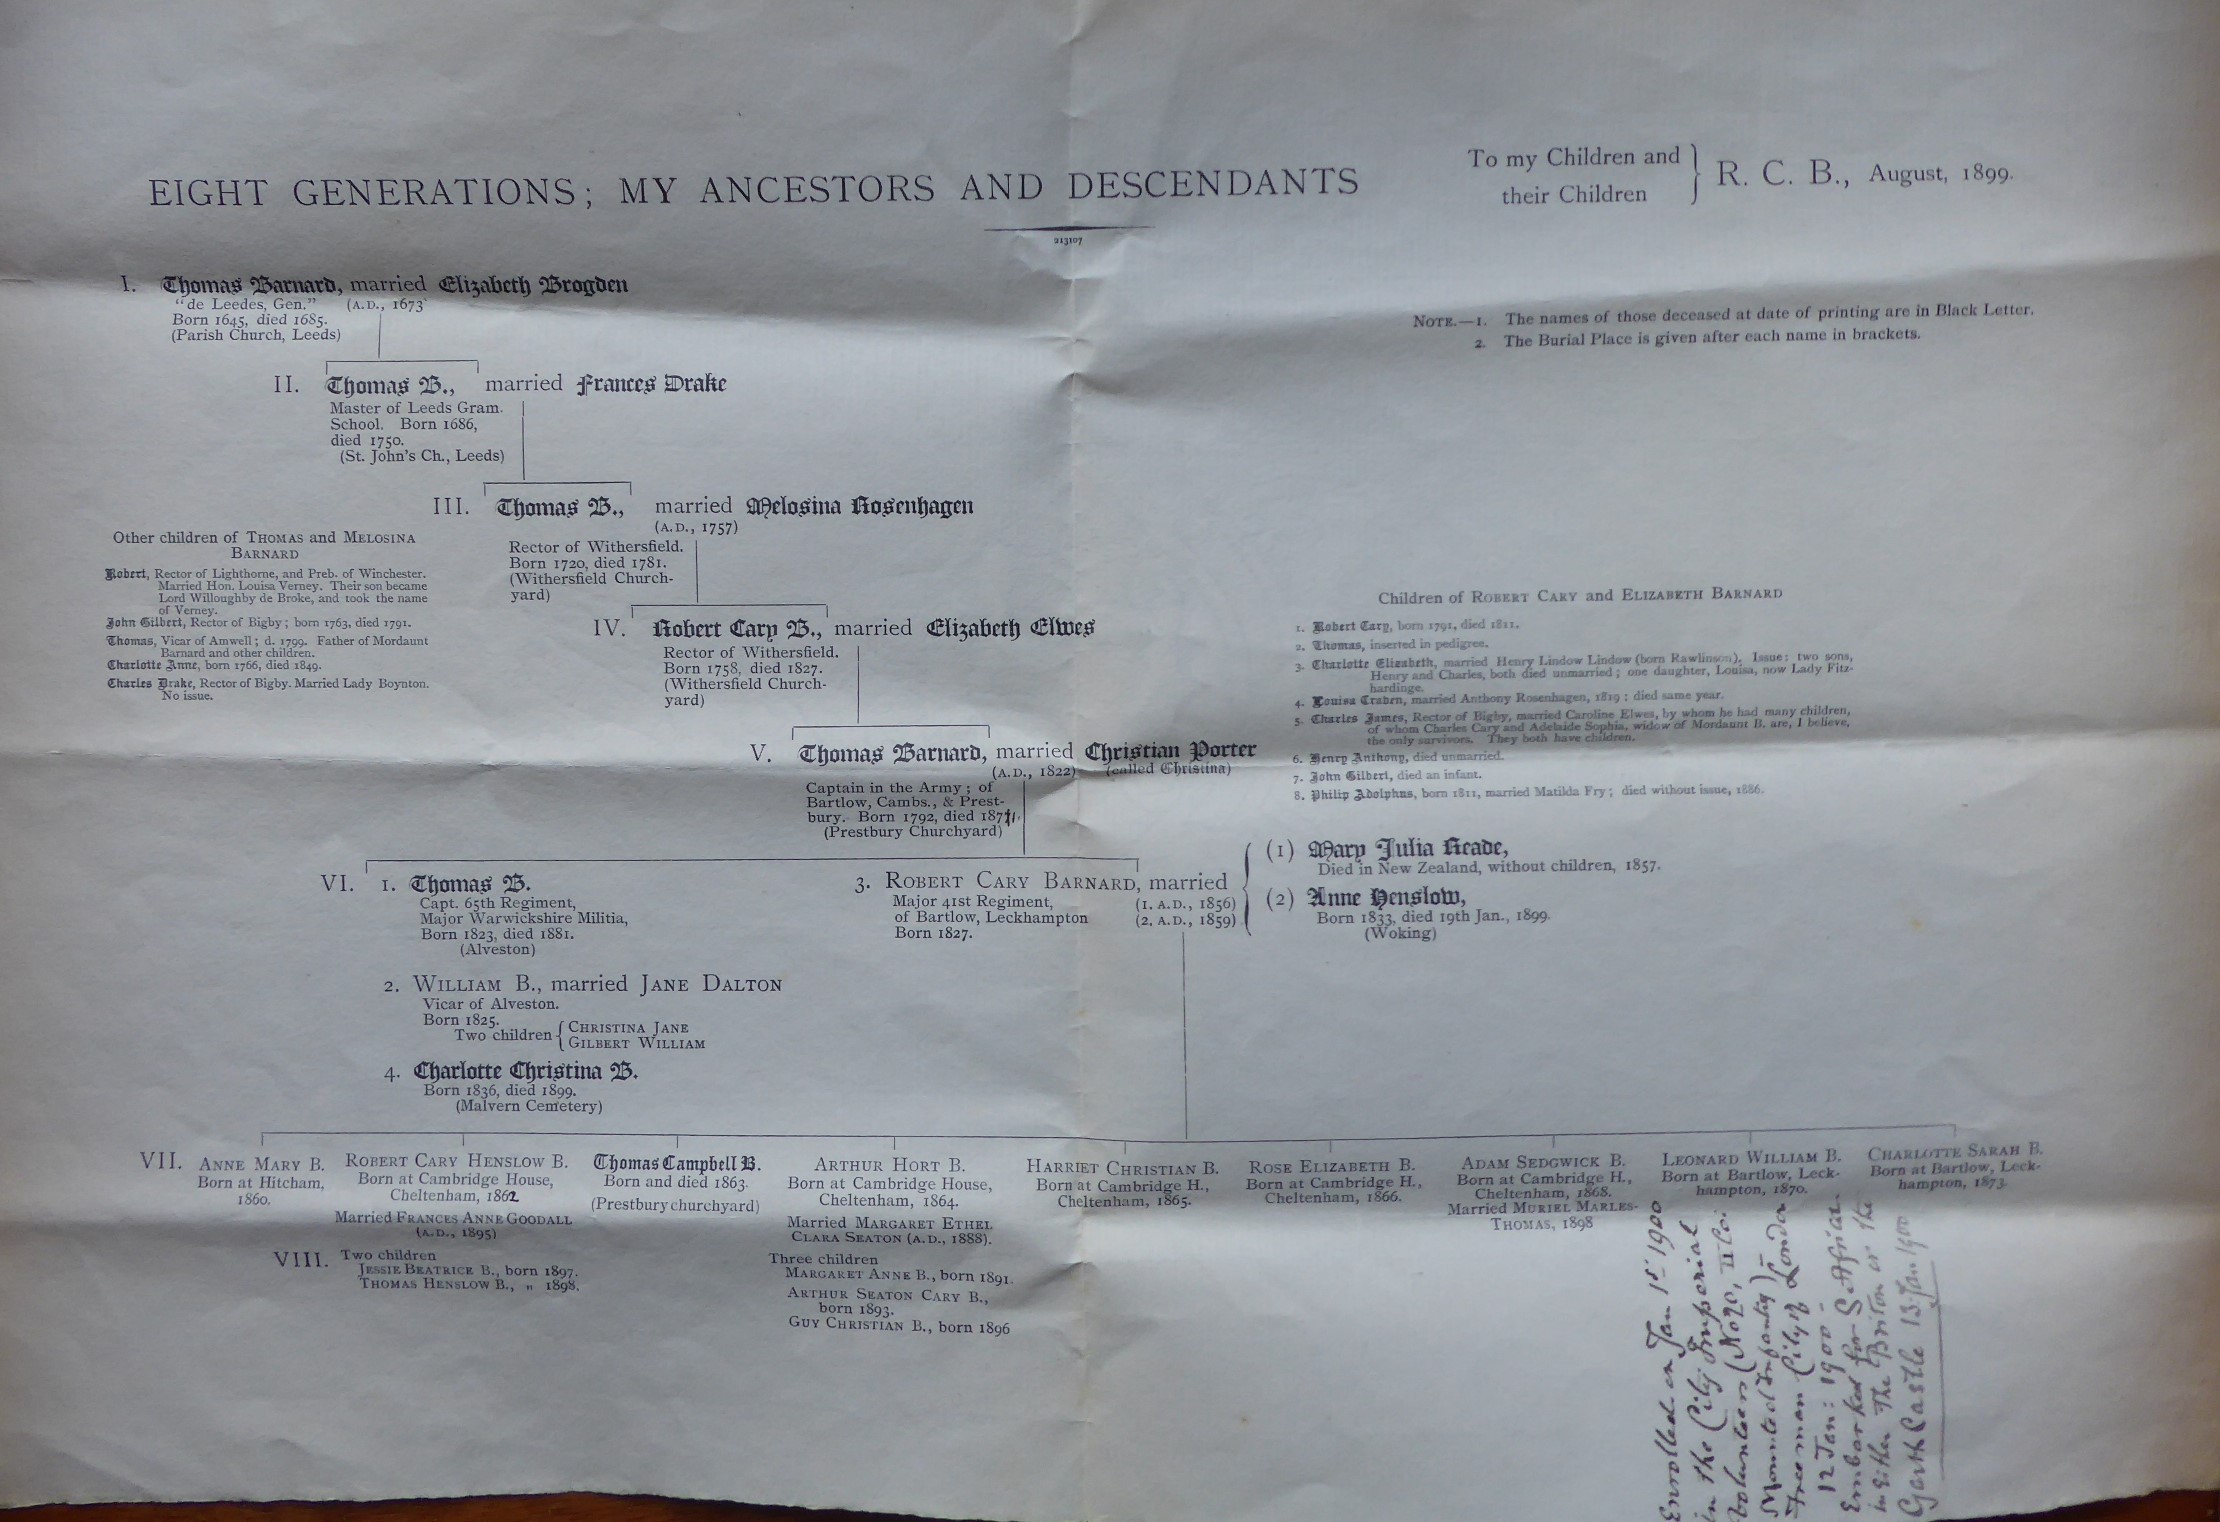 EIGHT GENERATIONS; MY ANCESTORS AND DESCENDANTS
To my Children and
their Children
R. C. B., August, 1899.
213107
NOTE.—1. The names of those deceased at date of printing are in Black Letter.
2. The Burial Place is given after each name in brackets.
I. Thomas Barnard, married Elizabeth Brogden
"de Leedes, Gen." (A.D., 1673
Born 1645, died 1685.
(Parish Church, Leeds)
II. Thomas B., married Frances Drake
Master of Leeds Gram.
School. Born 1686,
died 1750.
(St. John's Ch., Leeds)
III. Thomas B., married Melosina Rosenhagen
(A.D., 1757)
Rector of Withersfield.
Born 1720, died 1781.
(Withersfield Church-
yard)
Other children of THOMAS and MELOSINA
BARNARD
Robert, Rector of Lighthorne, and Preb. of Winchester.
Married Hon. Louisa Verney. Their son became
Lord Willoughby de Broke, and took the name
of Verney.
John Gilbert, Rector of Bigby; born 1763, died 1791.
Thomas, Vicar of Amwell; d. 1799. Father of Mordaunt
Barnard and other children.
Charlotte Anne, born 1766, died 1849.
Charles Drake, Rector of Bigby. Married Lady Boynton.
No issue.
IV. Robert Cary B., married Elizabeth Elwes
Rector of Withersfield.
Born 1758, died 1827.
(Withersfield Church-
yard)
Children of ROBERT CARY and ELIZABETH BARNARD
1. Robert Cary, born 1791, died 1811.
2. Thomas, inserted in pedigree.
3. Charlotte Elizabeth, married Henry Lindow Lindow (born Rawlinson). Issue: two sons,
Henry and Charles, both died unmarried; one daughter, Louisa, now Lady Fitz-
hardinge.
4. Louisa Craben, married Anthony Rosenhagen, 1819; died same year.
5. Charles James, Rector of Bigby, married Caroline Elwes, by whom he had many children,
of whom Charles Cary and Adelaide Sophia, widow of Mordaunt B. are, I believe,
the only survivors. They both have children.
6. Henry Anthony, died unmarried.
7. John Gilbert, died an infant.
8. Philip Adolphus, born 1811, married Matilda Fry; died without issue, 1886.
V. Thomas Barnard, married Christian Porter
(A.D., 1822) (called Christina)
Captain in the Army; of
Bartlow, Cambs., & Prest-
bury. Born 1792, died 1871.
(Prestbury Churchyard)
VI. 1. Thomas B.
Capt. 65th Regiment,
Major Warwickshire Militia,
Born 1823, died 1881.
(Alveston)
3. ROBERT CARY BARNARD, married
Major 41st Regiment, (1. A.D., 1856)
of Bartlow, Leckhampton (2. A.D., 1859)
Born 1827.
(1) Mary Julia Reade,
Died in New Zealand, without children, 1857.
(2) Anne Henslow,
Born 1833, died 19th Jan., 1899.
(Woking)
2. WILLIAM B., married JANE DALTON
Vicar of Alveston.
Born 1825.
Two children CHRISTINA JANE
GILBERT WILLIAM
4. Charlotte Christina B.
Born 1836, died 1899.
(Malvern Cemetery)
VII. ANNE MARY B.
Born at Hitcham,
1860.
ROBERT CARY HENSLOW B.
Born at Cambridge House,
Cheltenham, 1862
Married FRANCES ANNE GOODALL
(A.D., 1895)
VIII. Two children
JESSIE BEATRICE B., born 1897.
THOMAS HENSLOW B., „ 1898.
Thomas Campbell B.
Born and died 1863.
(Prestbury churchyard)
ARTHUR HORT B.
Born at Cambridge House,
Cheltenham, 1864.
Married MARGARET ETHEL
CLARA SEATON (A.D., 1888).
Three children
MARGARET ANNE B., born 1891.
ARTHUR SEATON CARY B.,
born 1893.
GUY CHRISTIAN B., born 1896
HARRIET CHRISTIAN B.
Born at Cambridge H.,
Cheltenham, 1865.
ROSE ELIZABETH B.
Born at Cambridge H.,
Cheltenham, 1866.
ADAM SEDGWICK B.
Born at Cambridge H.,
Cheltenham, 1868.
Married MURIEL MARLES-
THOMAS, 1898
LEONARD WILLIAM B.
Born at Bartlow, Leck-
hampton, 1870.
CHARLOTTE SARAH B.
Born at Bartlow, Leck-
hampton, 1873.
Enrolled on Jan 1st 1900
in the City Imperial
Volunteers (No 20, II Co:
Mounted Infantry)—
Freeman City of London
12 Jan: 1900-
Embarked for S. Africa.
in Either The Briton or the
Garth Castle 13. Jan 1900